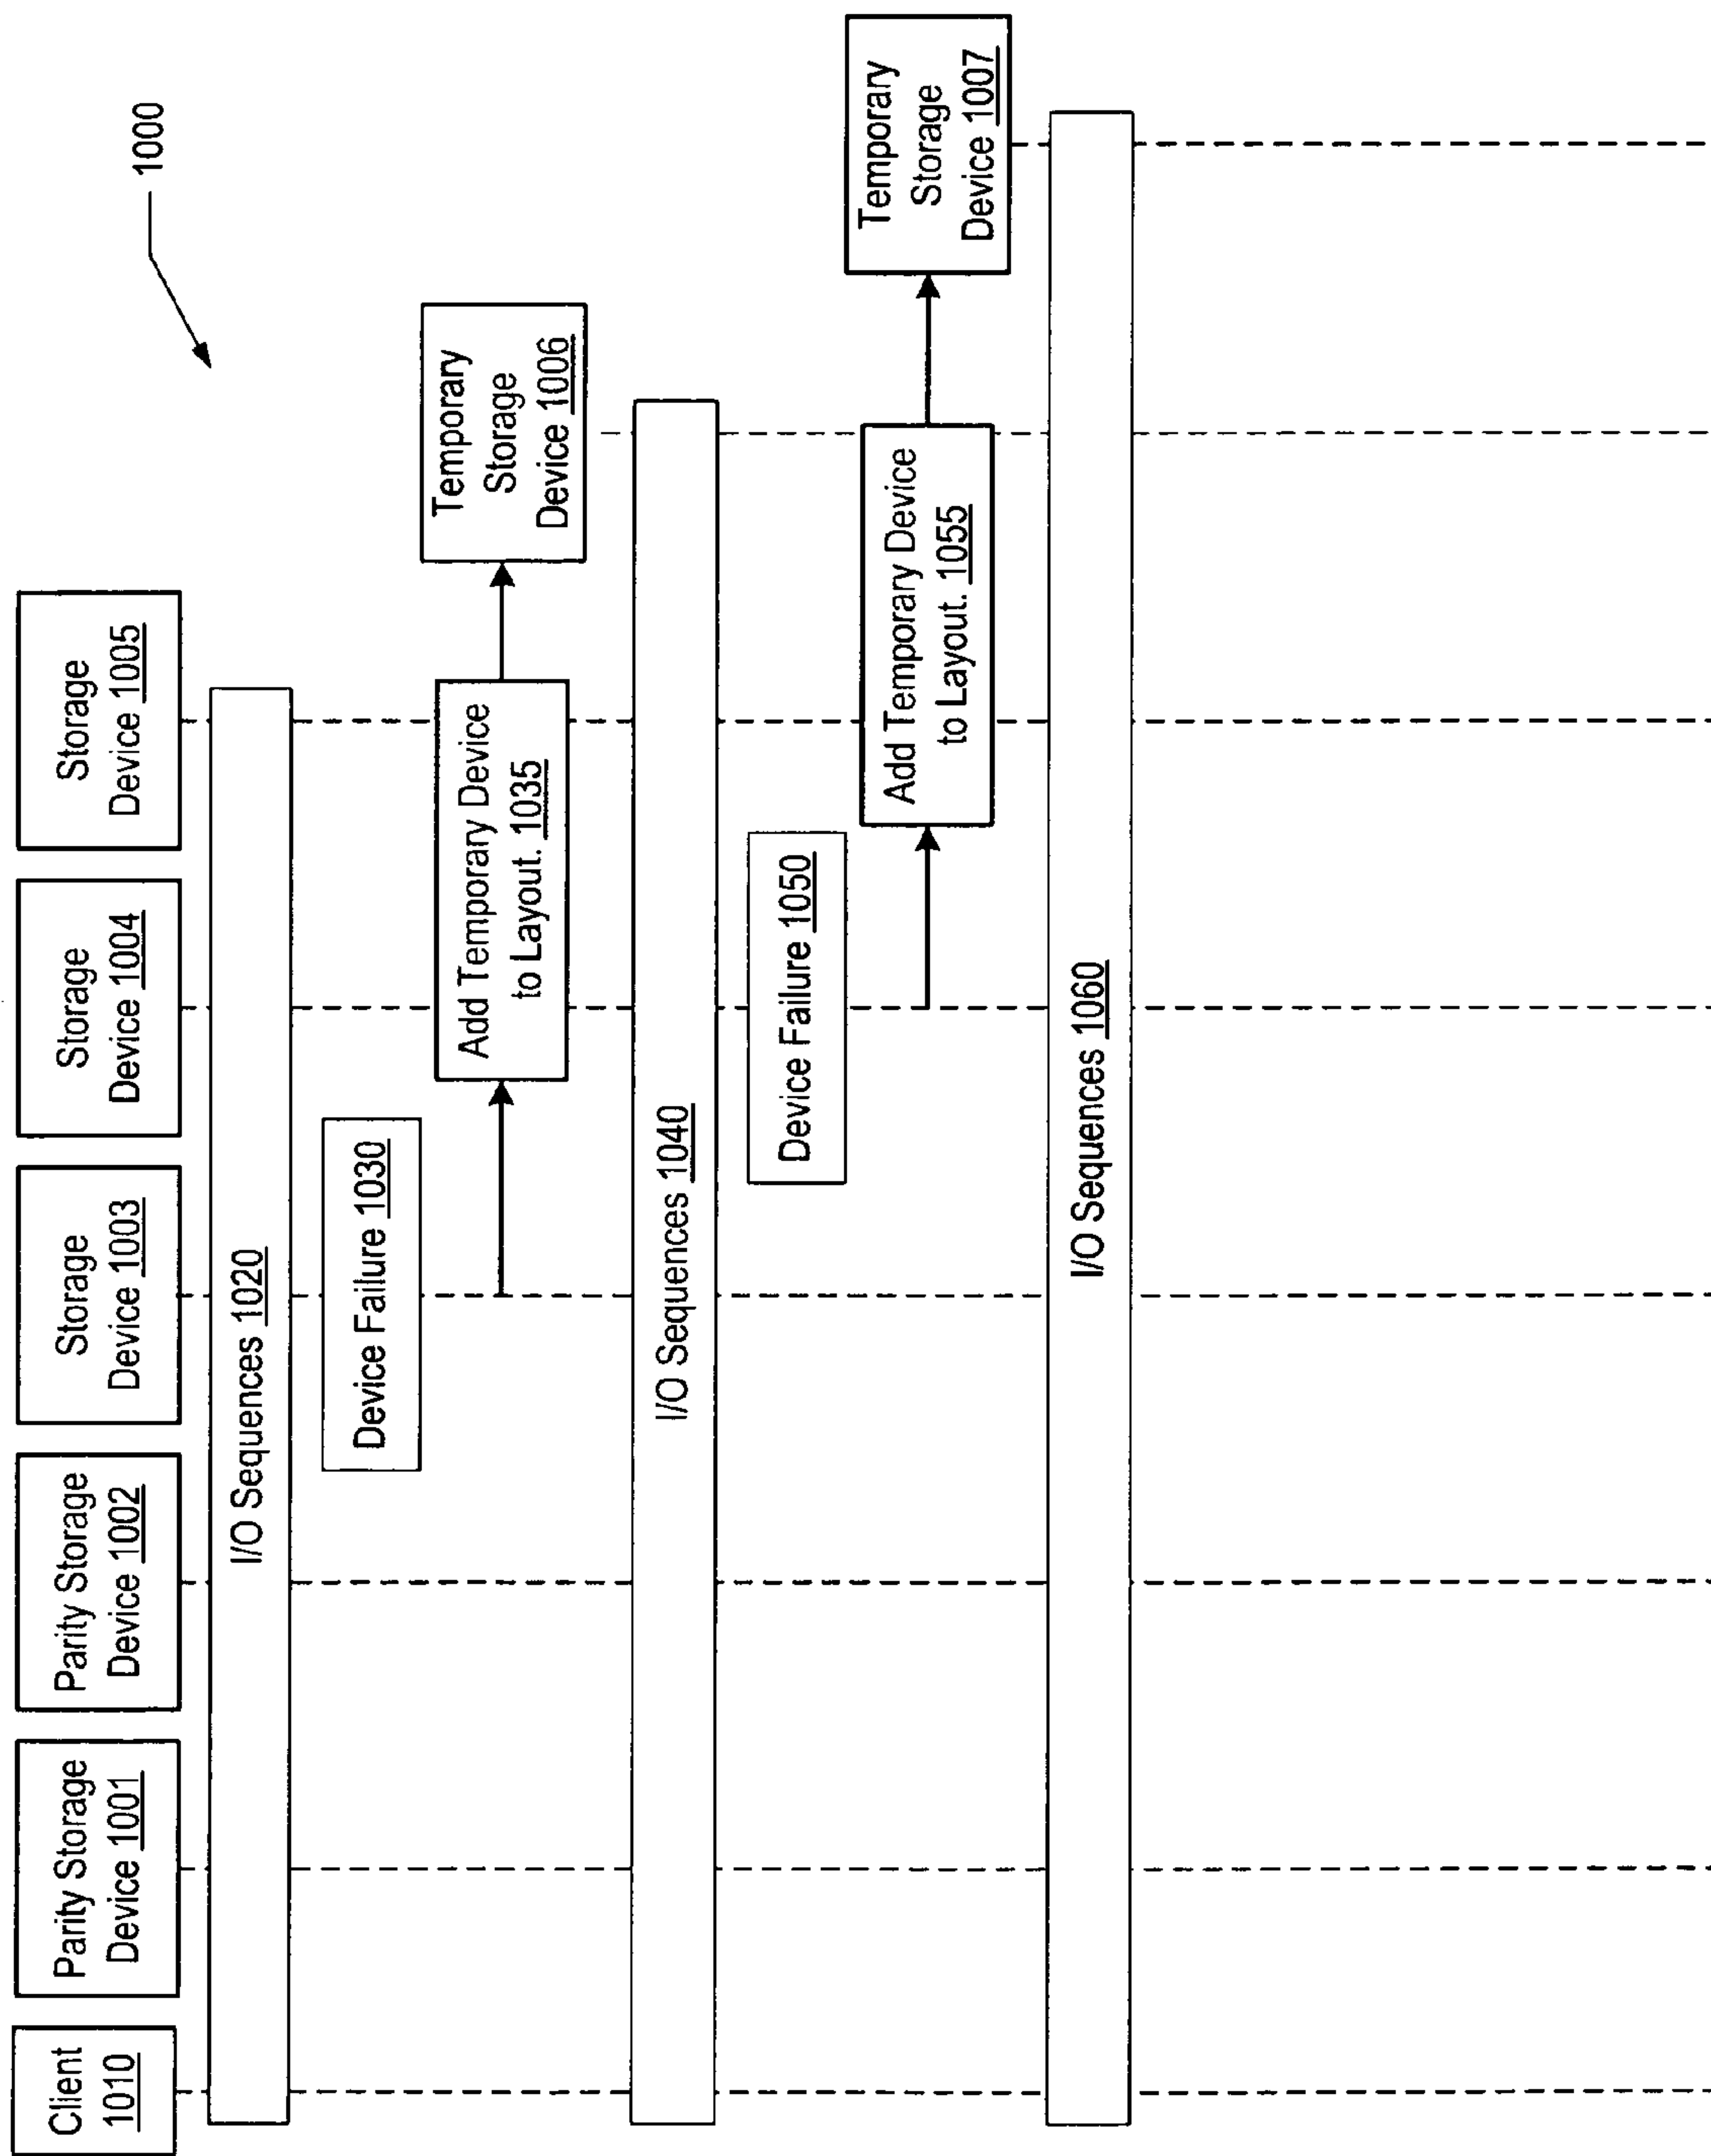 1000
Client
1010
Parity Storage
Device 1001
Parity Storage
Device 1002
Storage
Device 1003
Storage
Device 1004
Storage
Device 1005
I/O Sequences 1020
Device Failure 1030
Add Temporary Device
to Layout. 1035
Temporary
Storage
Device 1006
I/O Sequences 1040
Device Failure 1050
Add Temporary Device
to Layout. 1055
Temporary
Storage
Device 1007
I/O Sequences 1060